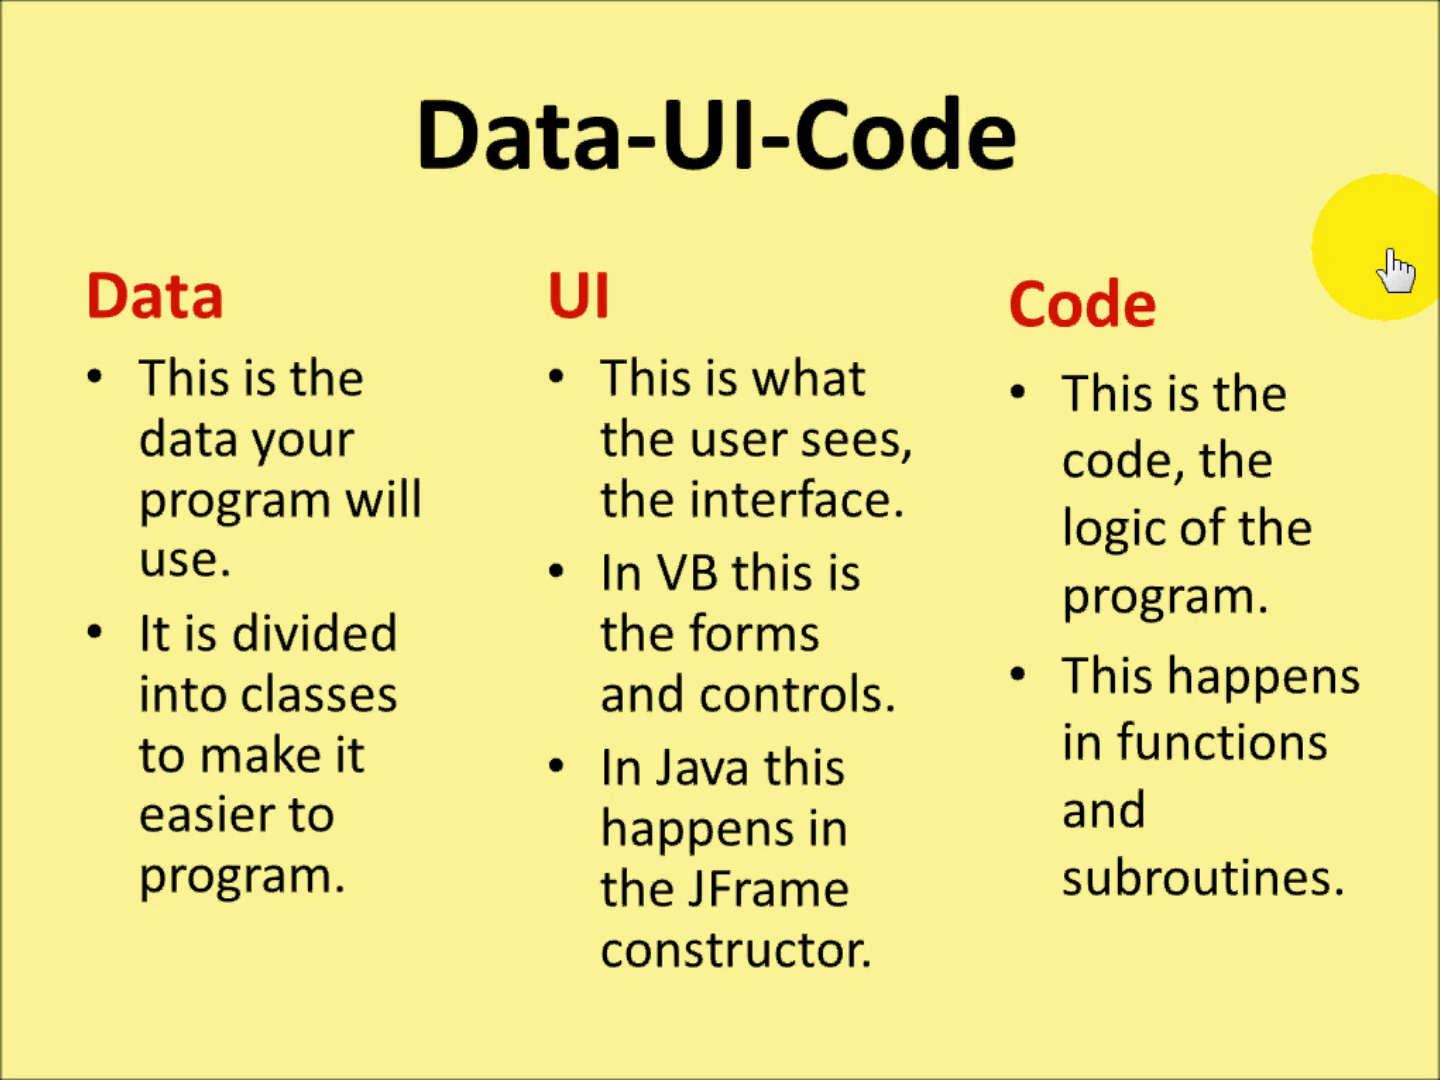 Data-UI-Code
Data
• This is the
data your
program will
use.
• It is divided
into classes
to make it
easier to
program.
UI
• This is what
the user sees,
the interface.
• In VB this is
the forms
and controls.
• In Java this
happens in
the JFrame
constructor.
Code
• This is the
code, the
logic of the
program.
• This happens
in functions
and
subroutines.